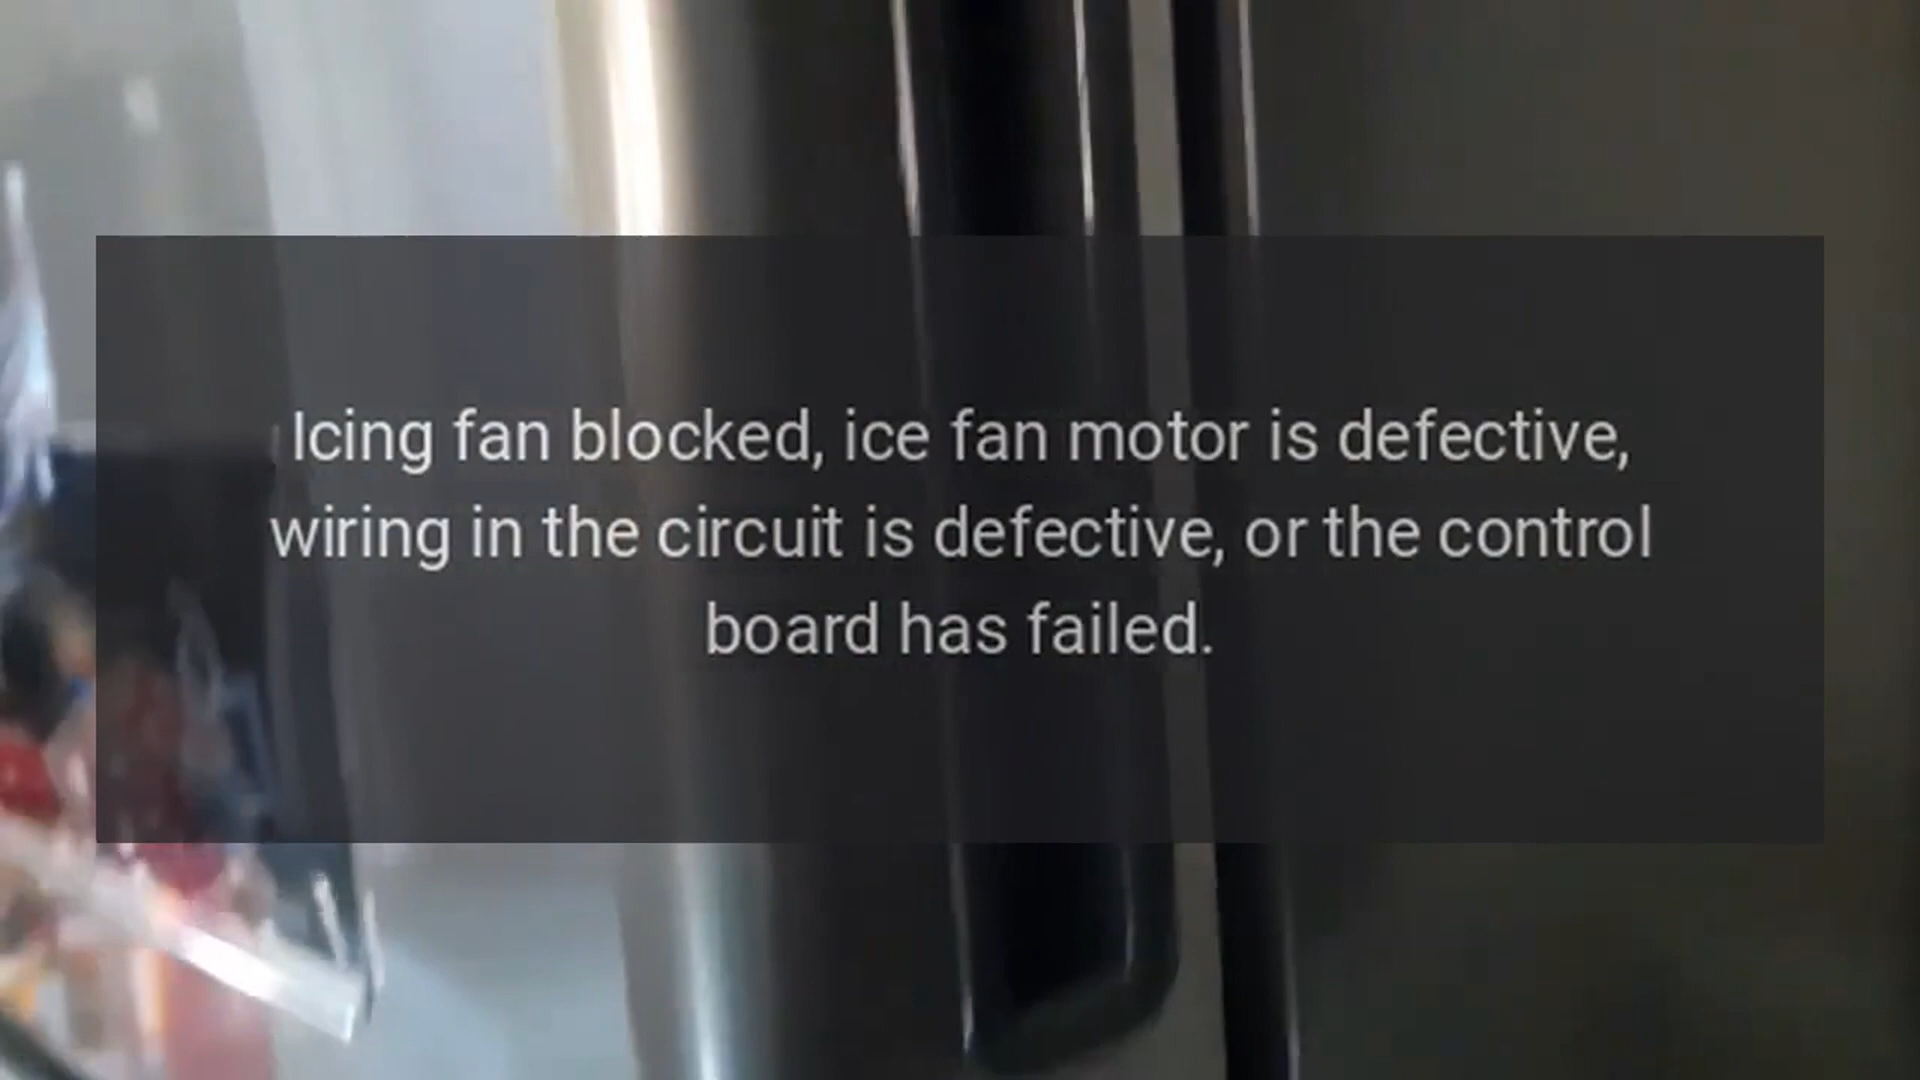 Icing fan blocked, ice fan motor is defective,
wiring in the circuit is defective, or the control
board has failed.